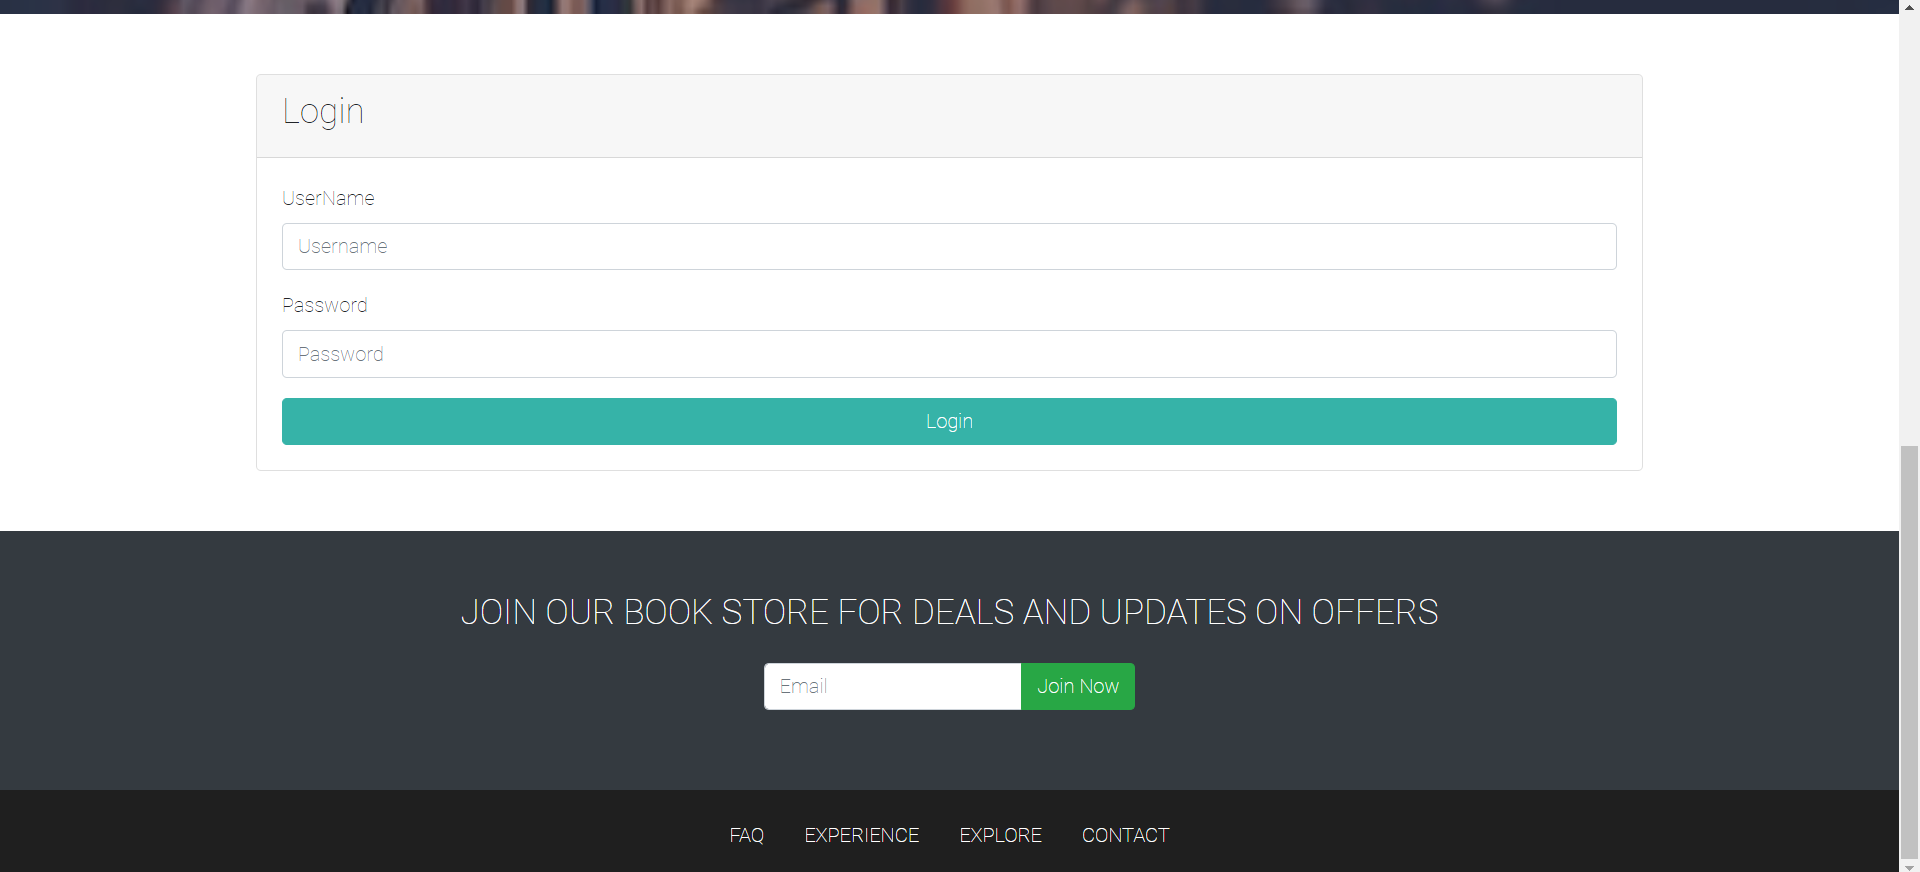 Login
UserName
Username
Password
Password
Login
JOIN OUR BOOK STORE FOR DEALS AND UPDATES ON OFFERS
Email
Join Now
FAQ EXPERIENCE EXPLORE CONTACT